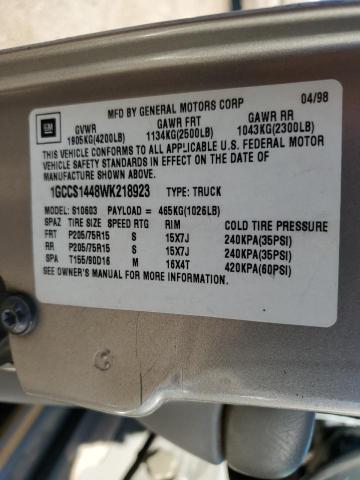 MFD BY GENERAL MOTORS CORP 04/98
GM
GVWR GAWR FRT GAWR RR
1905KG(4200LB) 1134KG(2500LB) 1043KG(2300LB)
THIS VEHICLE CONFORMS TO ALL APPLICABLE U.S. FEDERAL MOTOR
VEHICLE SAFETY STANDARDS IN EFFECT ON THE DATE OF
MANUFACTURE SHOWN ABOVE.
1GCCS1448WK218923 TYPE: TRUCK
MODEL: S10603 PAYLOAD = 465KG(1026LB)
SPAZ TIRE SIZE SPEED RTG RIM COLD TIRE PRESSURE
FRT P205/75R15 S 15X7J 240KPA(35PSI)
RR P205/75R15 S 15X7J 240KPA(35PSI)
SPA T155/90D16 M 16X4T 420KPA(60PSI)
SEE OWNER'S MANUAL FOR MORE INFORMATION.